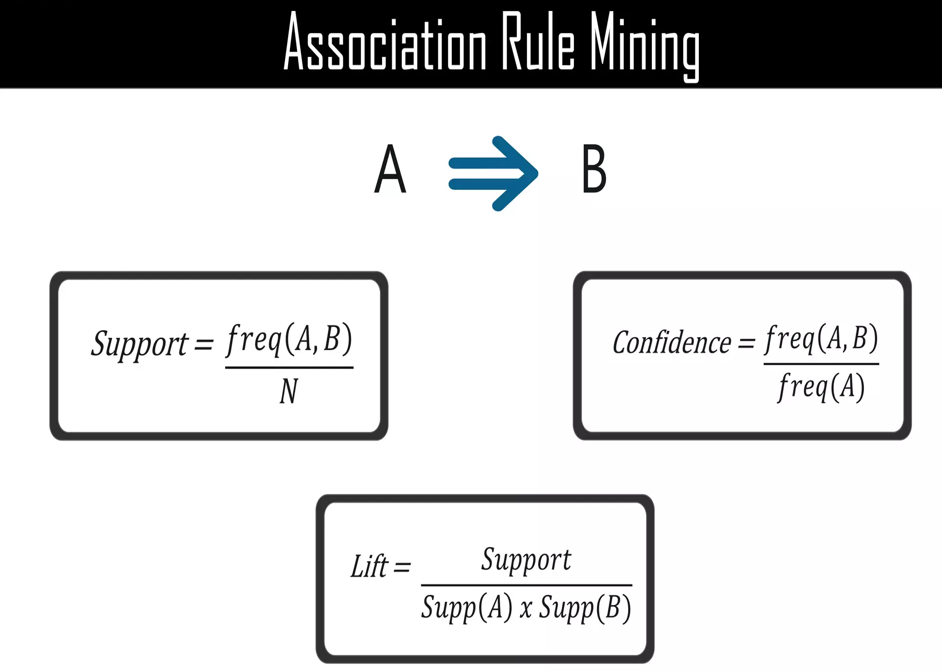 Association Rule Mining
A ⇒ B
Support = freq(A,B) / N
Confidence = freq(A,B) / freq(A)
Lift = Support / Supp(A) x Supp(B)